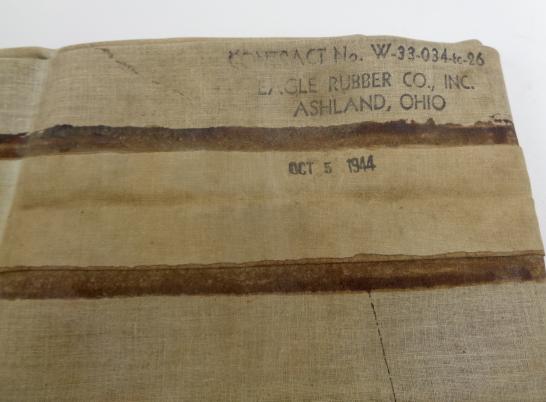 CONTRACT No. W-33-034-tc-26
EAGLE RUBBER CO., INC.
ASHLAND, OHIO
OCT 5 1944